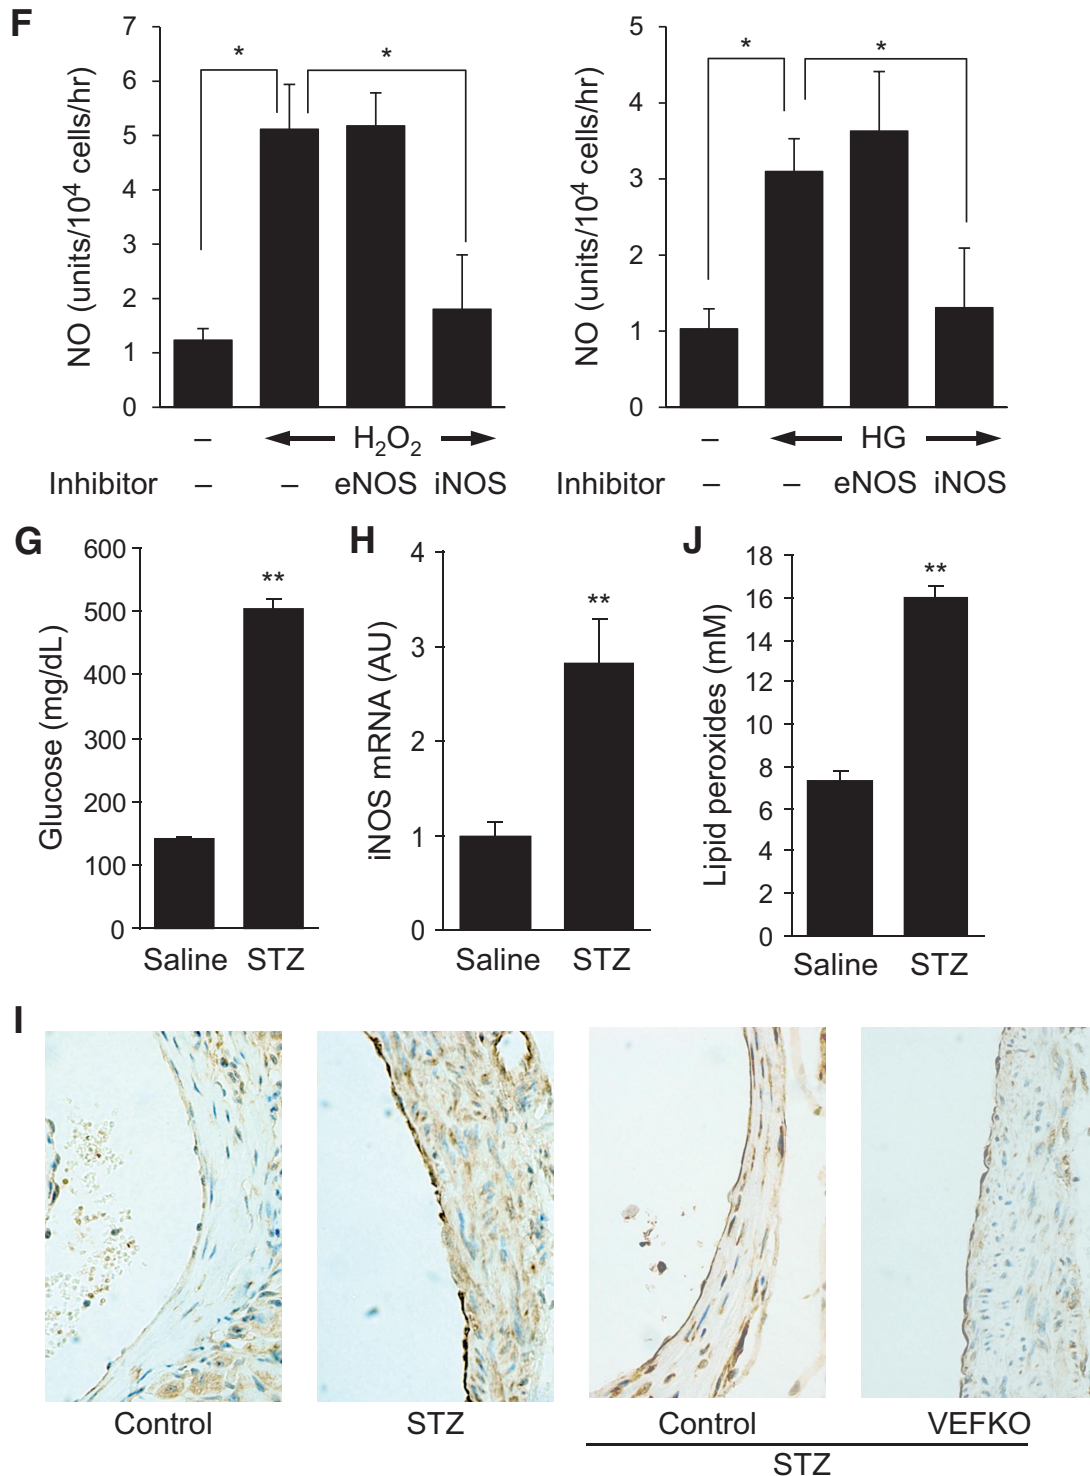 F
7
6
5
4
3
2
1
0
NO (units/10⁴ cells/hr)
* *
– H₂O₂
Inhibitor – – eNOS iNOS
5
4
3
2
1
0
NO (units/10⁴ cells/hr)
* *
– HG
Inhibitor – – eNOS iNOS
G
600
500
400
300
200
100
0
Glucose (mg/dL)
**
Saline STZ
H
4
3
2
1
0
iNOS mRNA (AU)
**
Saline STZ
J
18
16
14
12
10
8
6
4
2
0
Lipid peroxides (mM)
**
Saline STZ
I
Control STZ Control VEFKO
STZ